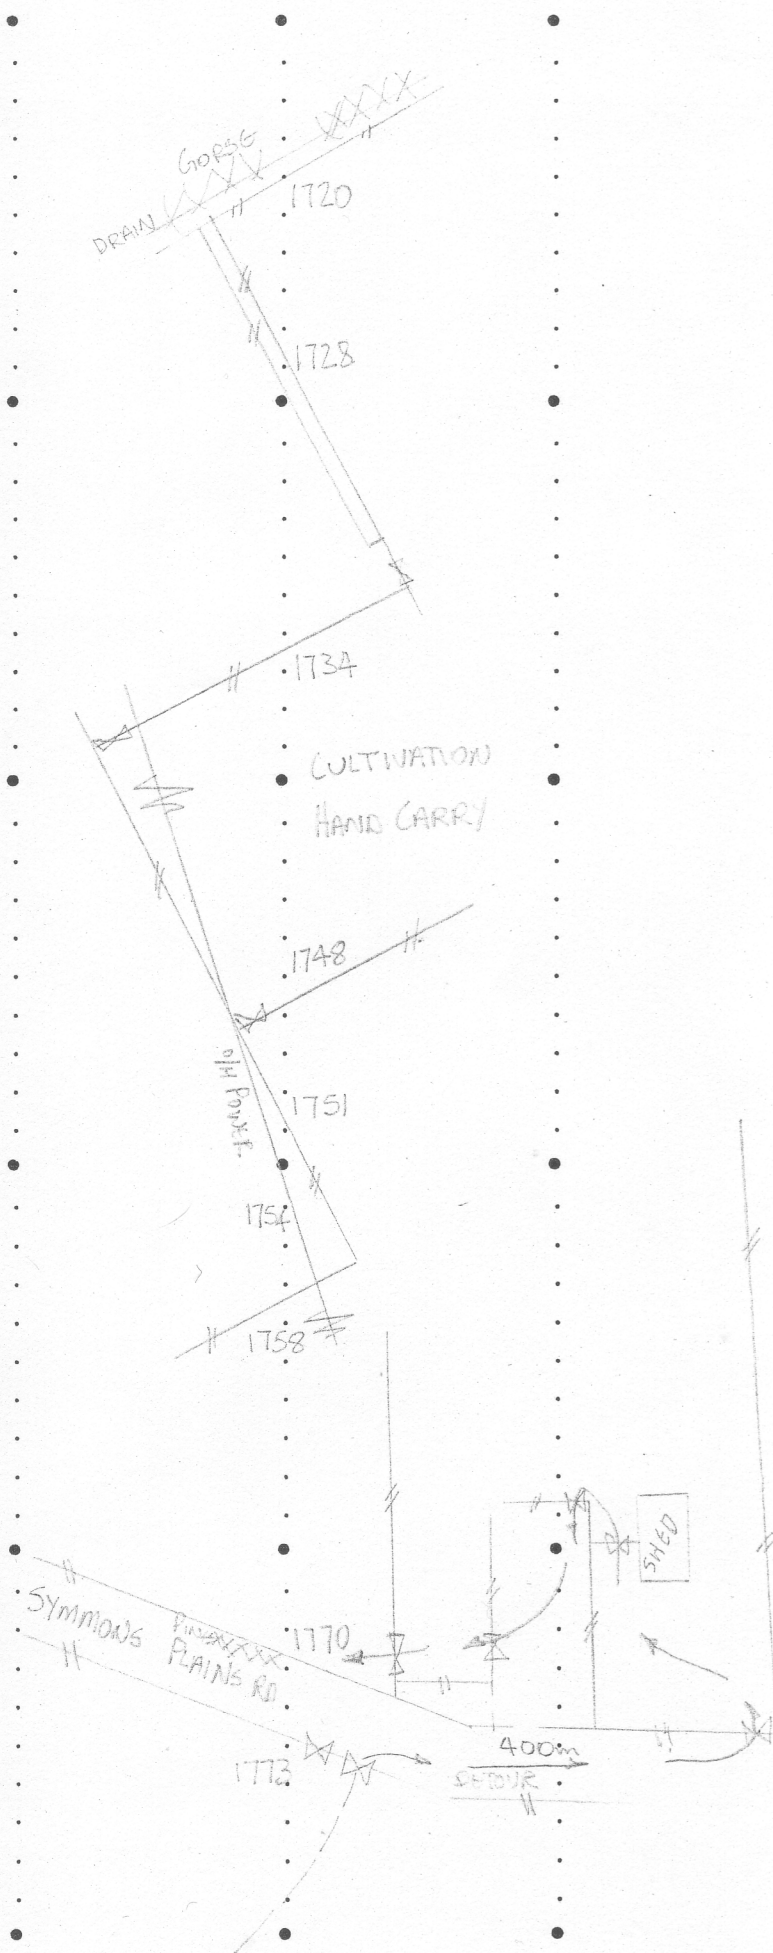 GORSE
DRAIN
1720
1728
1734
CULTIVATION
HAND CARRY
1748
O/H POWER
1751
1754
1758
SHED
SYMMONS
PLAINS RD
1770
1773
400m
DETOUR